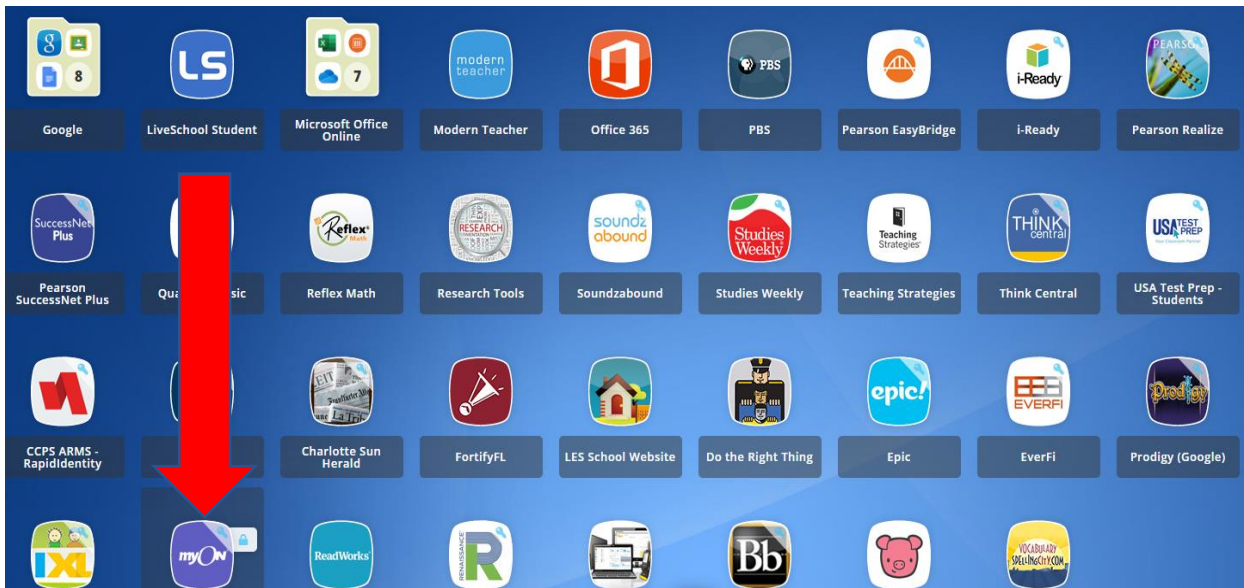 8
LS
7
modern
teacher
PBS
i-Ready
PEARSON
Google
LiveSchool Student
Microsoft Office
Online
Modern Teacher
Office 365
PBS
Pearson EasyBridge
i-Ready
Pearson Realize
SuccessNet
Plus
Reflex
Math
RESEARCH
soundz
abound
Studies
Weekly
Teaching
Strategies
THINK
central
USATESTPREP
Pearson
SuccessNet Plus
Qua
sic
Reflex Math
Research Tools
Soundzabound
Studies Weekly
Teaching Strategies
Think Central
USA Test Prep -
Students
epic!
EVERFI
Prodigy
CCPS ARMS -
RapidIdentity
Charlotte Sun
Herald
FortifyFL
LES School Website
Do the Right Thing
Epic
EverFi
Prodigy (Google)
IXL
myON
ReadWorks
RENAISSANCE
R
Bb
VOCABULARY
SPELLINGCITY.COM